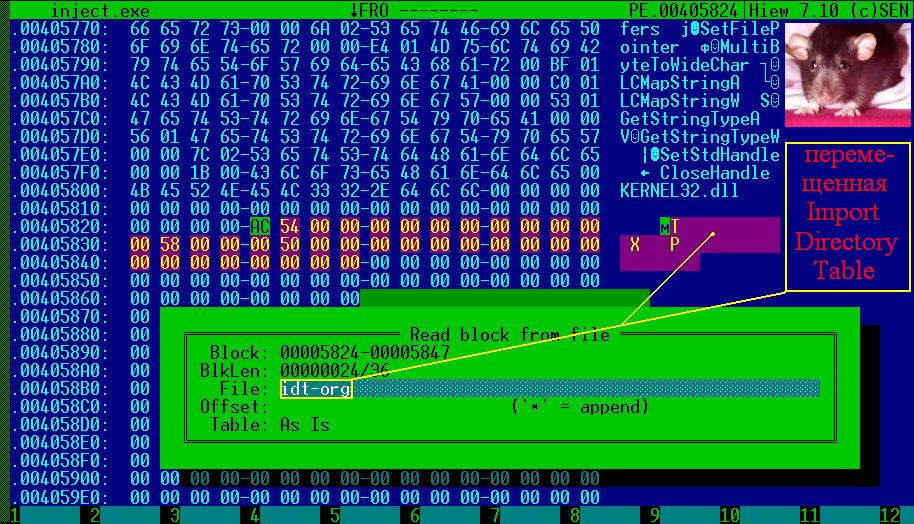 inject.exe ↓FRO -------- PE.00405824│Hiew 7.10 (c)SEN
.00405770: 66 65 72 73-00 00 6A 02-53 65 74 46-69 6C 65 50 fers  j☻SetFileP
.00405780: 6F 69 6E 74-65 72 00 00-E4 01 4D 75-6C 74 69 42 ointer  ф☺MultiB
.00405790: 79 74 65 54-6F 57 69 64-65 43 68 61-72 00 BF 01 yteToWideChar ┐☺
.004057A0: 4C 43 4D 61-70 53 74 72-69 6E 67 41-00 00 C0 01 LCMapStringA  └☺
.004057B0: 4C 43 4D 61-70 53 74 72-69 6E 67 57-00 00 53 01 LCMapStringW  S☺
.004057C0: 47 65 74 53-74 72 69 6E-67 54 79 70-65 41 00 00 GetStringTypeA
.004057D0: 56 01 47 65-74 53 74 72-69 6E 67 54-79 70 65 57 V☺GetStringTypeW
.004057E0: 00 00 7C 02-53 65 74 53-74 64 48 61-6E 64 6C 65 |☻SetStdHandle
.004057F0: 00 00 1B 00-43 6C 6F 73-65 48 61 6E-64 6C 65 00 ← CloseHandle
.00405800: 4B 45 52 4E-45 4C 33 32-2E 64 6C 6C-00 00 00 00 KERNEL32.dll
.00405810: 00 00 00 00-00 00 00 00-00 00 00 00-00 00 00 00
.00405820: 00 00 00 00-AC 54 00 00-00 00 00 00-00 00 00 00 мT
.00405830: 00 58 00 00-00 50 00 00-00 00 00 00-00 00 00 00 X   P
.00405840: 00 00 00 00-00 00 00 00-00 00 00 00-00 00 00 00
.00405850: 00 00 00 00-00 00 00 00-00 00 00 00-00 00 00 00
.00405860: 00 00 00 00-00 00 00 00
.00405870: 00
.00405880: 00
.00405890: 00
.004058A0: 00
.004058B0: 00
.004058C0: 00
.004058D0: 00
.004058E0: 00
.004058F0: 00
.00405900: 00 00 00 00-00 00 00 00-00 00 00 00-00 00 00 00
.004059E0: 00 00 00 00-00 00 00 00-00 00 00 00-00 00 00 00
переме-
щенная
Import
Directory
Table
Read block from file
Block: 00005824-00005847
BlkLen: 00000024/36
File: idt-org
Offset: ('*' = append)
Table: As Is
1 2 3 4 5 6 7 8 9 10 11 12